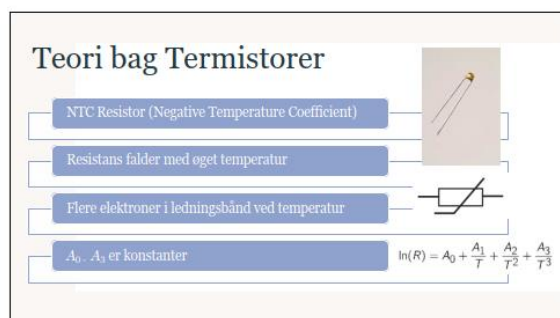 Teori bag Termistorer
NTC Resistor (Negative Temperature Coefficient)
Resistans falder med øget temperatur
Flere elektroner i ledningsbånd ved temperatur
A₀ . A₃ er konstanter
ln(R) = A₀ + A₁/T + A₂/T² + A₃/T³